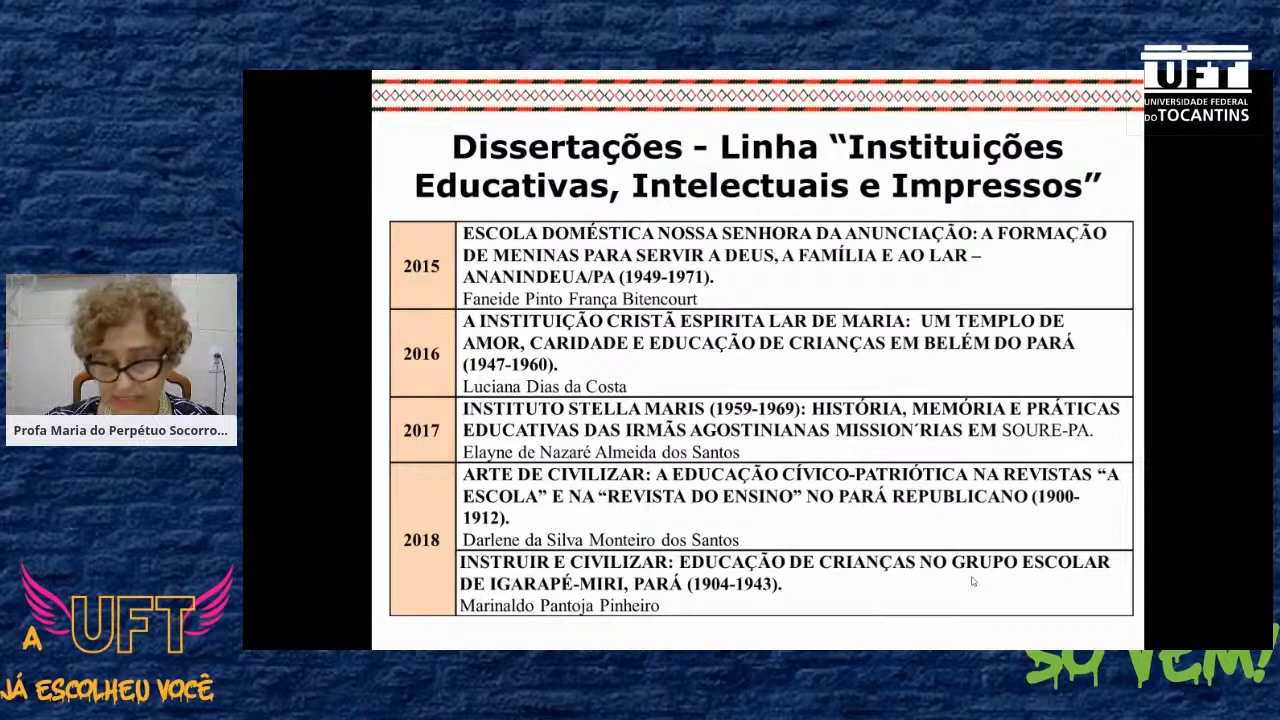 UFT
UNIVERSIDADE FEDERAL
DO TOCANTINS
Dissertações - Linha “Instituições
Educativas, Intelectuais e Impressos”
2015
ESCOLA DOMÉSTICA NOSSA SENHORA DA ANUNCIAÇÃO: A FORMAÇÃO
DE MENINAS PARA SERVIR A DEUS, A FAMÍLIA E AO LAR –
ANANINDEUA/PA (1949-1971).
Faneide Pinto França Bitencourt
2016
A INSTITUIÇÃO CRISTÃ ESPIRITA LAR DE MARIA: UM TEMPLO DE
AMOR, CARIDADE E EDUCAÇÃO DE CRIANÇAS EM BELÉM DO PARÁ
(1947-1960).
Luciana Dias da Costa
2017
INSTITUTO STELLA MARIS (1959-1969): HISTÓRIA, MEMÓRIA E PRÁTICAS
EDUCATIVAS DAS IRMÃS AGOSTINIANAS MISSION´RIAS EM SOURE-PA.
Elayne de Nazaré Almeida dos Santos
2018
ARTE DE CIVILIZAR: A EDUCAÇÃO CÍVICO-PATRIÓTICA NA REVISTAS “A
ESCOLA” E NA “REVISTA DO ENSINO” NO PARÁ REPUBLICANO (1900-
1912).
Darlene da Silva Monteiro dos Santos
INSTRUIR E CIVILIZAR: EDUCAÇÃO DE CRIANÇAS NO GRUPO ESCOLAR
DE IGARAPÉ-MIRI, PARÁ (1904-1943).
Marinaldo Pantoja Pinheiro
Profa Maria do Perpétuo Socorro...
A UFT
JÁ ESCOLHEU VOCÊ
SÓ VEM!